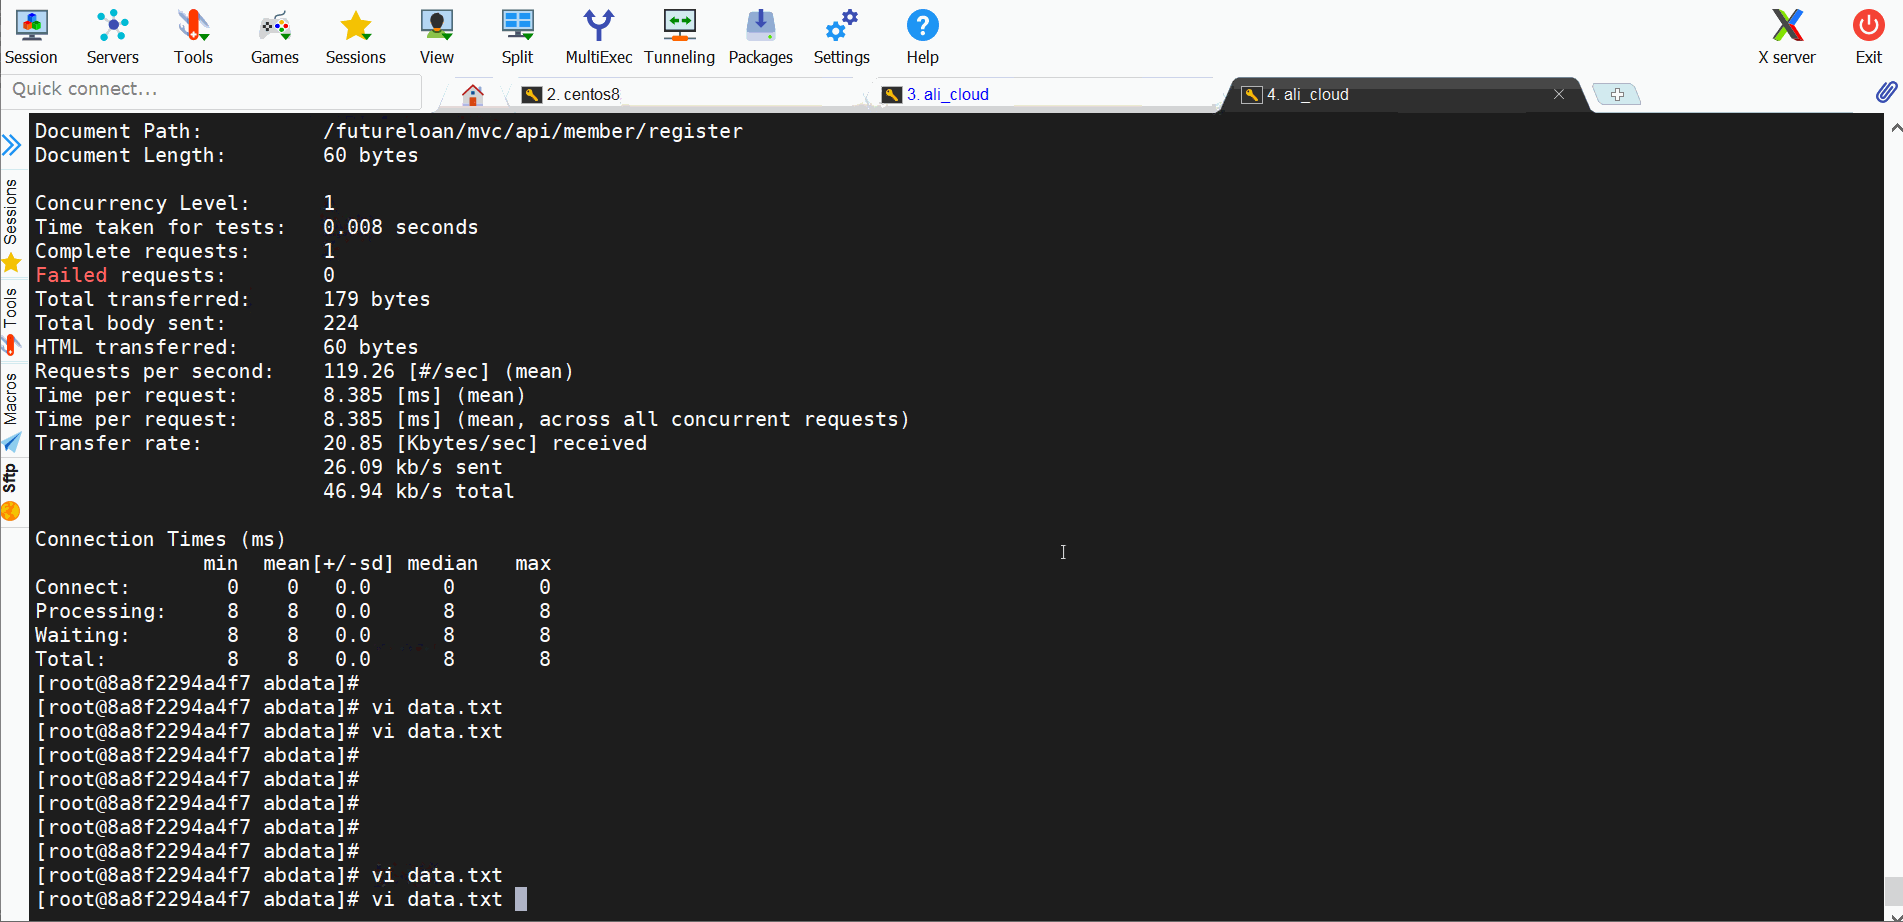 Session Servers Tools Games Sessions View Split MultiExec Tunneling Packages Settings Help X server Exit
Quick connect...
2. centos8
3. ali_cloud
4. ali_cloud
Sessions
Tools
Macros
Sftp
Document Path:          /futureloan/mvc/api/member/register
Document Length:        60 bytes
Concurrency Level:      1
Time taken for tests:   0.008 seconds
Complete requests:      1
Failed requests:        0
Total transferred:      179 bytes
Total body sent:        224
HTML transferred:       60 bytes
Requests per second:    119.26 [#/sec] (mean)
Time per request:       8.385 [ms] (mean)
Time per request:       8.385 [ms] (mean, across all concurrent requests)
Transfer rate:          20.85 [Kbytes/sec] received
                        26.09 kb/s sent
                        46.94 kb/s total
Connection Times (ms)
              min  mean[+/-sd] median   max
Connect:        0    0   0.0      0       0
Processing:     8    8   0.0      8       8
Waiting:        8    8   0.0      8       8
Total:          8    8   0.0      8       8
[root@8a8f2294a4f7 abdata]#
[root@8a8f2294a4f7 abdata]# vi data.txt
[root@8a8f2294a4f7 abdata]# vi data.txt
[root@8a8f2294a4f7 abdata]#
[root@8a8f2294a4f7 abdata]#
[root@8a8f2294a4f7 abdata]#
[root@8a8f2294a4f7 abdata]#
[root@8a8f2294a4f7 abdata]#
[root@8a8f2294a4f7 abdata]# vi data.txt
[root@8a8f2294a4f7 abdata]# vi data.txt